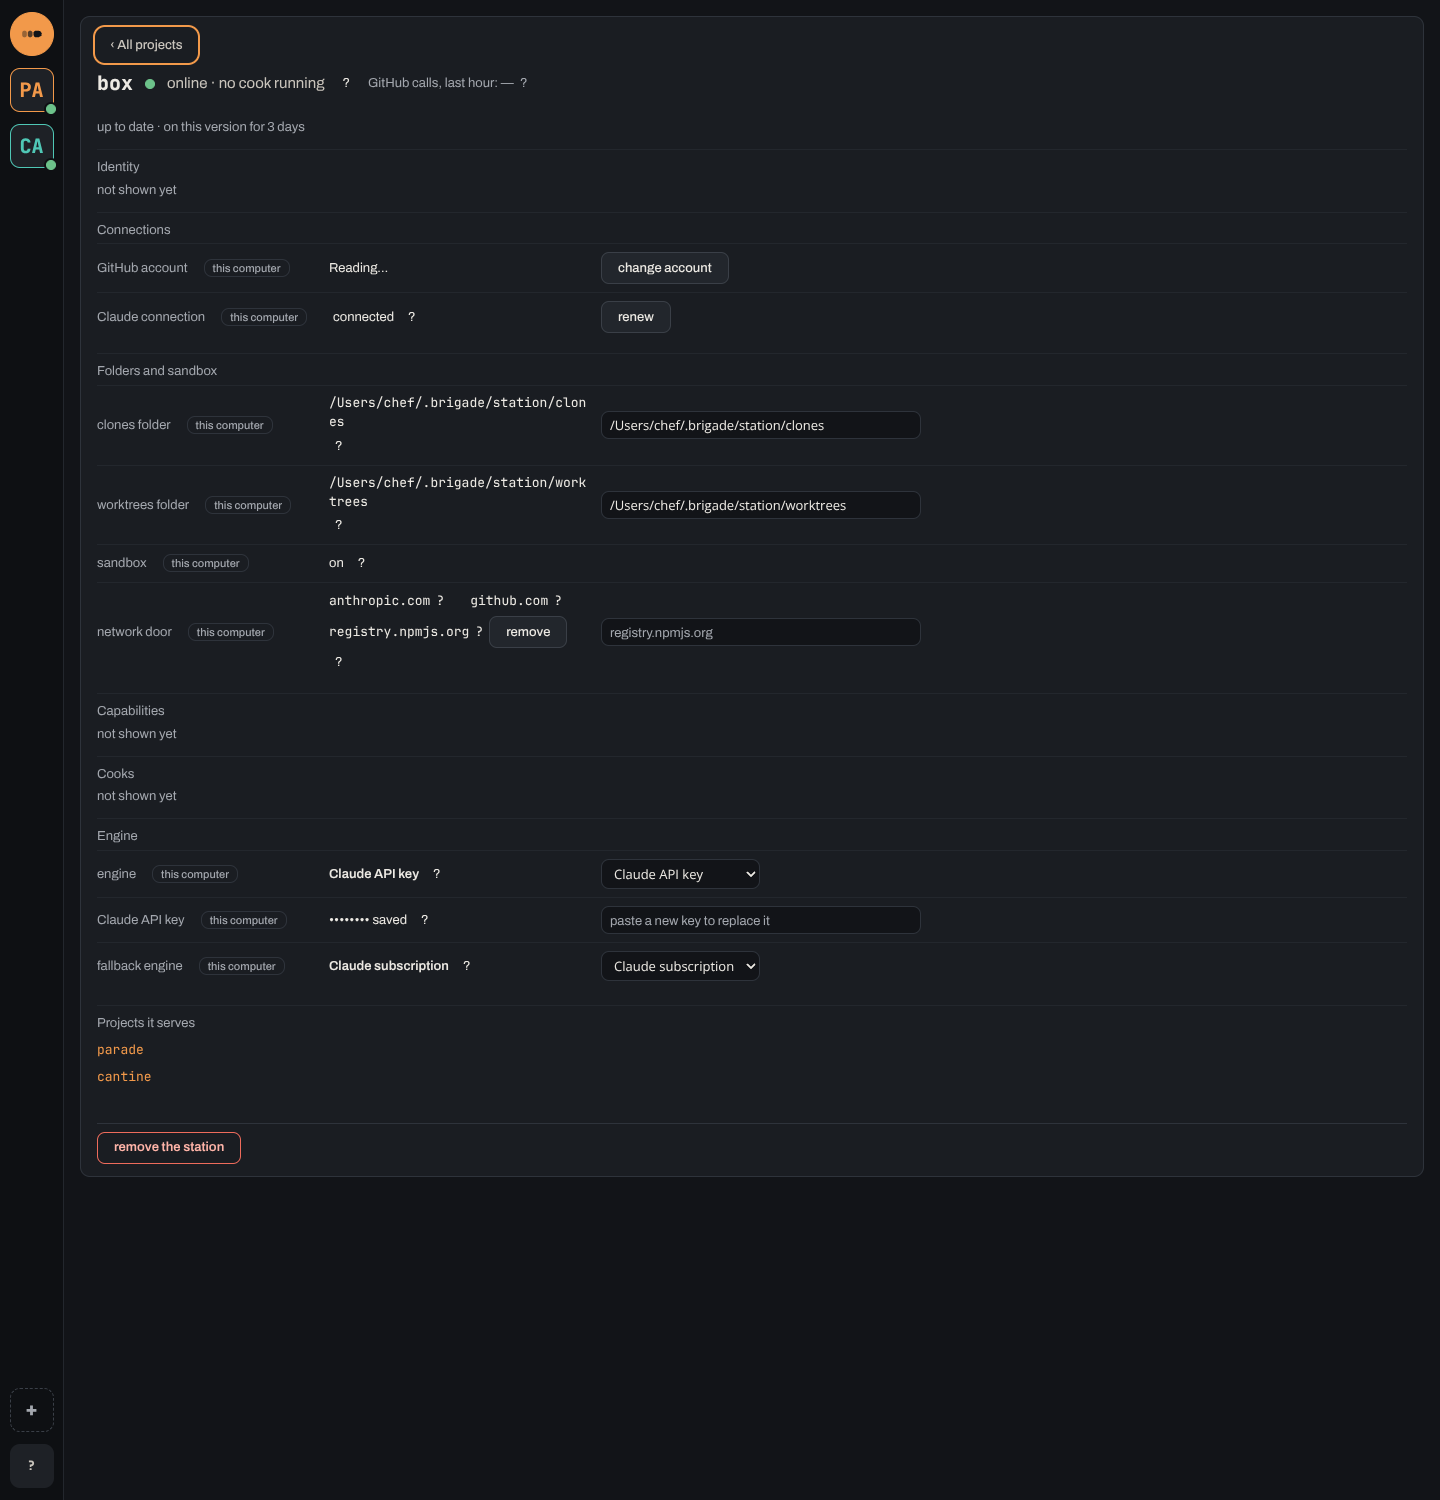 ‹ All projects
PA
box online · no cook running ? GitHub calls, last hour: — ?
CA
up to date · on this version for 3 days
Identity
not shown yet
Connections
GitHub account this computer Reading... change account
Claude connection this computer connected ? renew
Folders and sandbox
clones folder this computer /Users/chef/.brigade/station/clon
es
? /Users/chef/.brigade/station/clones
worktrees folder this computer /Users/chef/.brigade/station/work
trees
? /Users/chef/.brigade/station/worktrees
sandbox this computer on ?
network door this computer anthropic.com ? github.com ?
registry.npmjs.org ? remove registry.npmjs.org
?
Capabilities
not shown yet
Cooks
not shown yet
Engine
engine this computer Claude API key ? Claude API key
Claude API key this computer •••••••• saved ? paste a new key to replace it
fallback engine this computer Claude subscription ? Claude subscription
Projects it serves
parade
cantine
remove the station
+
?